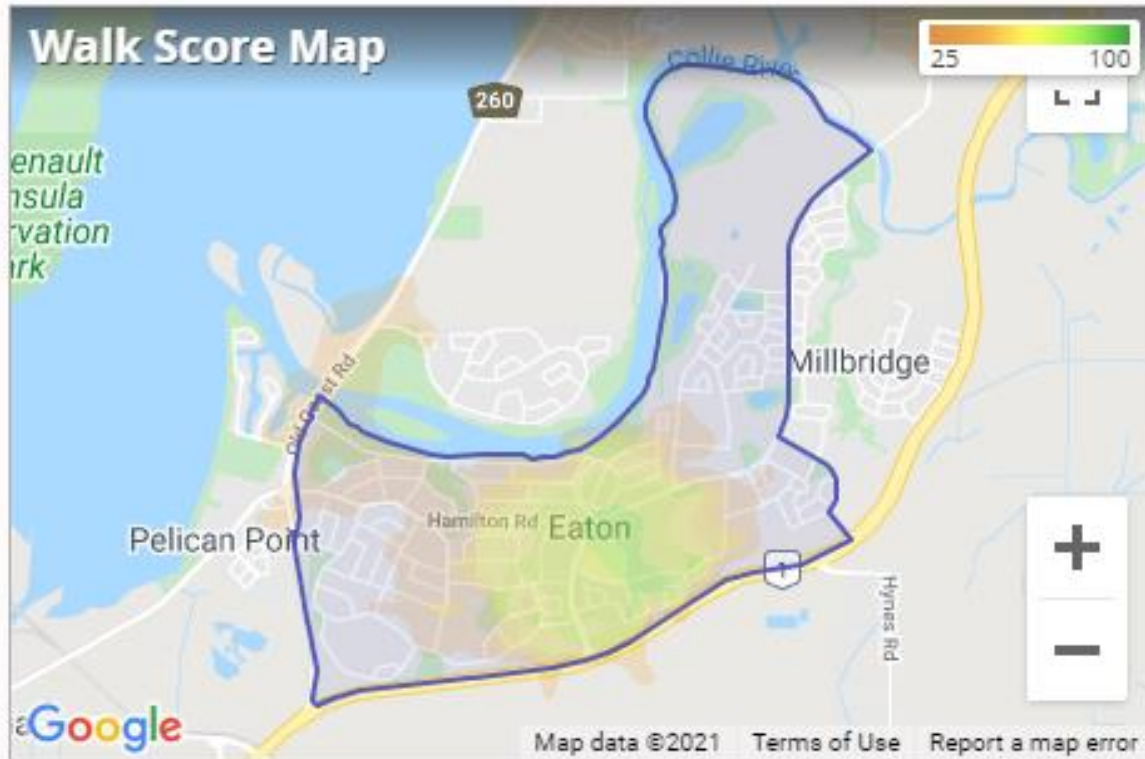 Walk Score Map
25 100
Collie River
260
enault
nsula
rvation
ark
Old Coast Rd
Millbridge
Pelican Point
Hamilton Rd
Eaton
1
Hynes Rd
+
−
Google
Map data ©2021 Terms of Use Report a map error